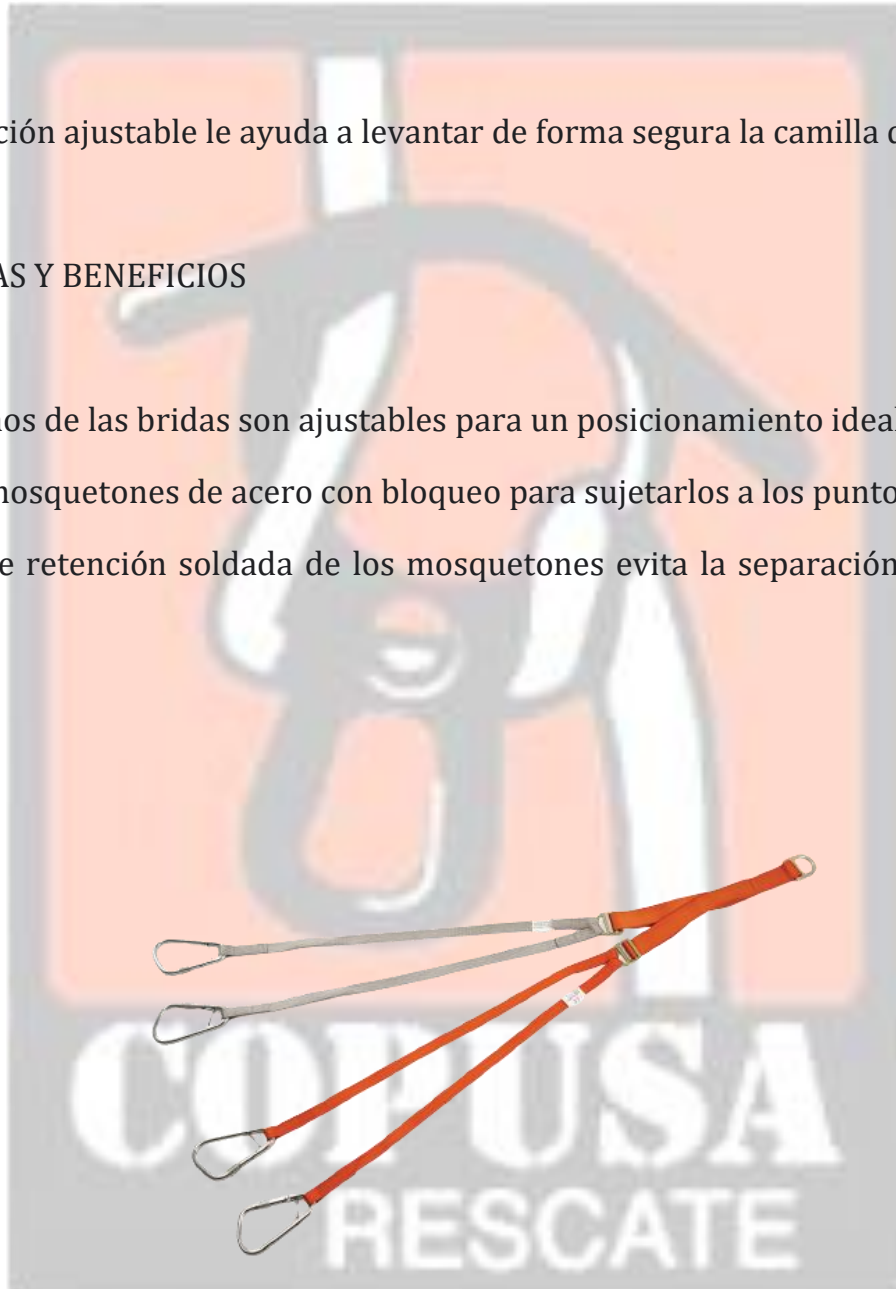 ción ajustable le ayuda a levantar de forma segura la camilla
AS Y BENEFICIOS
nos de las bridas son ajustables para un posicionamiento ideal
mosquetones de acero con bloqueo para sujetarlos a los punto
e retención soldada de los mosquetones evita la separación
COPUSA
RESCATE